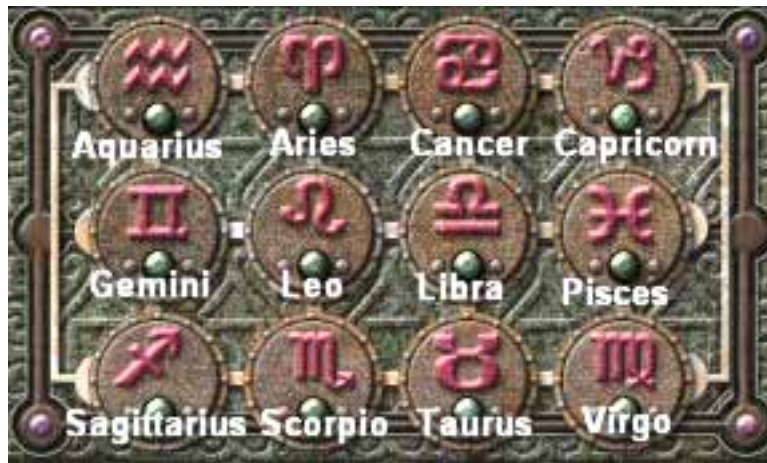 Aquarius Aries Cancer Capricorn
Gemini Leo Libra Pisces
Sagittarius Scorpio Taurus Virgo